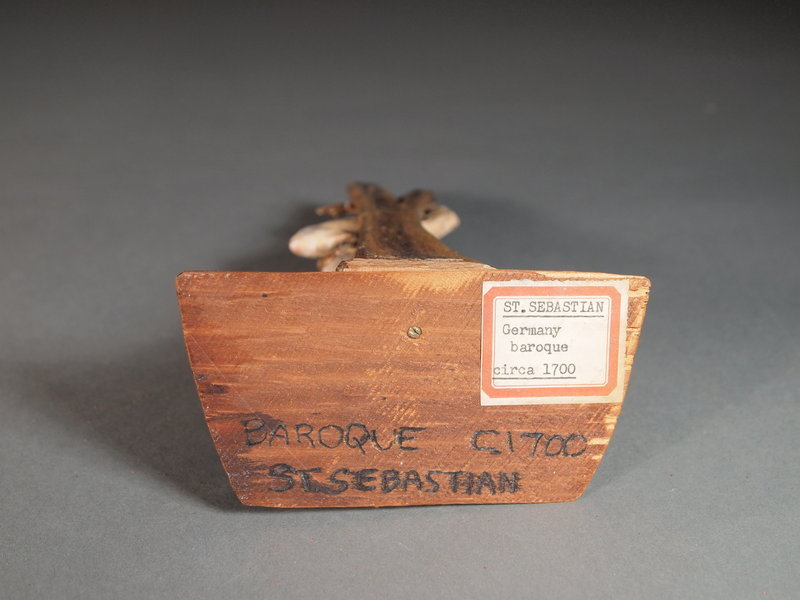 ST.SEBASTIAN
Germany
baroque
circa 1700
BAROQUE C1700
ST.SEBASTIAN